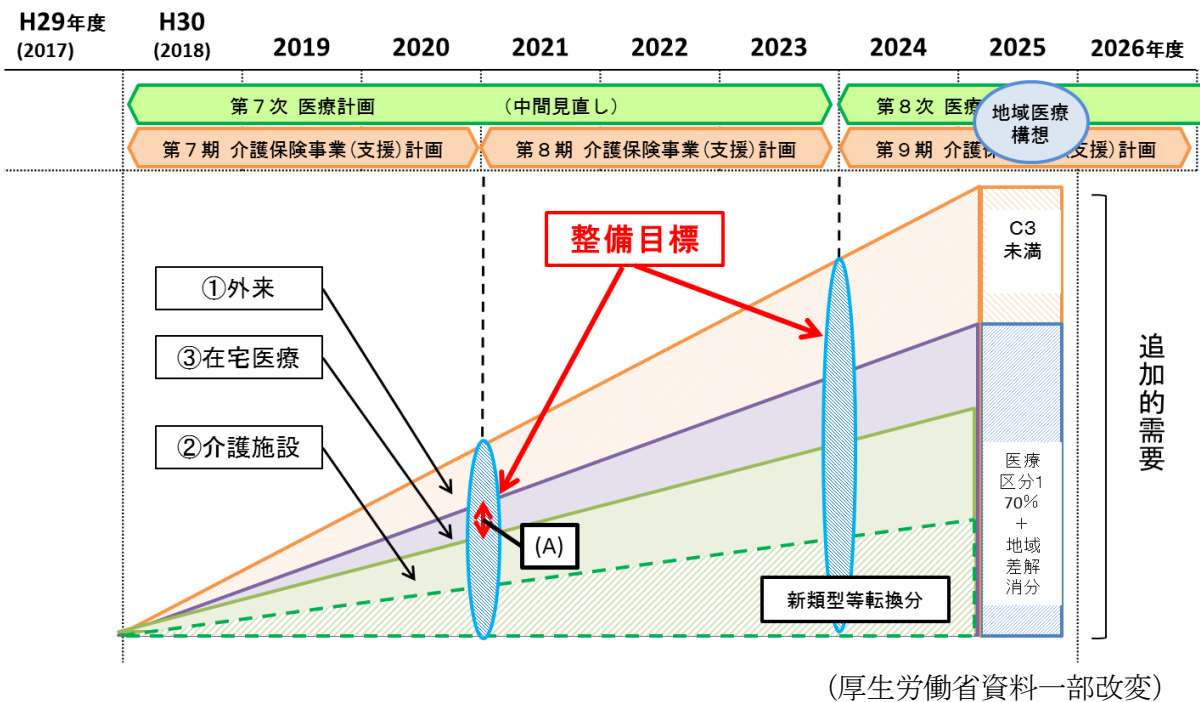 H29年度
(2017)
H30
(2018)
2019
2020
2021
2022
2023
2024
2025
2026年度
第7次 医療計画
(中間見直し)
第8次 医療
地域医療
構想
第7期 介護保険事業(支援)計画
第8期 介護保険事業(支援)計画
第9期 介護保
(支援)計画
整備目標
①外来
③在宅医療
②介護施設
(A)
新類型等転換分
C3
未満
医療
区分1
70%
+
地域
差解
消分
追加的需要
(厚生労働省資料一部改変)